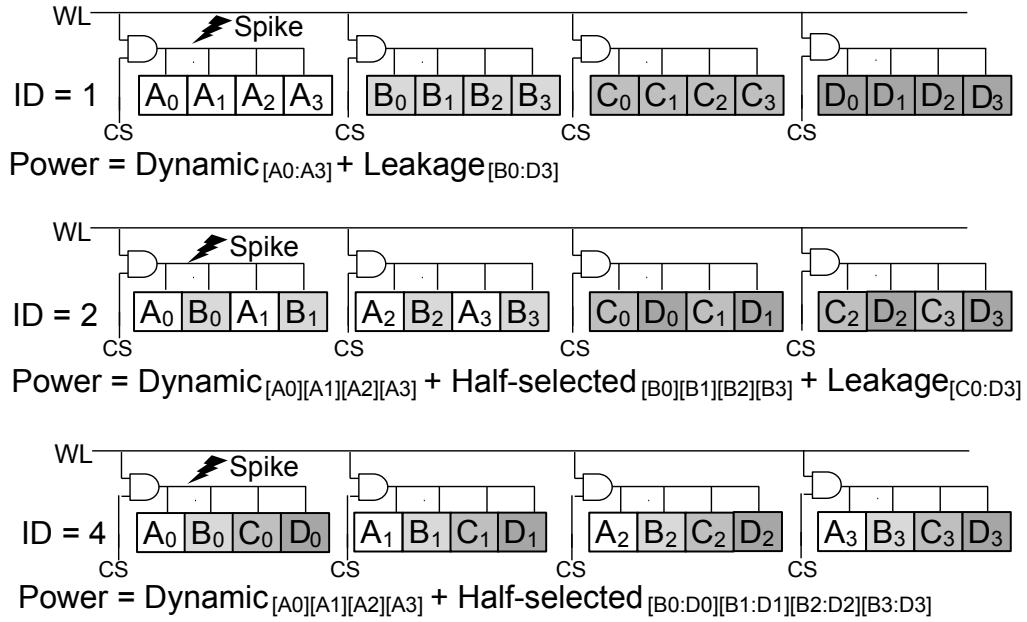 WL Spike
ID = 1 A0 A1 A2 A3 B0 B1 B2 B3 C0 C1 C2 C3 D0 D1 D2 D3
CS CS CS CS
Power = Dynamic[A0:A3] + Leakage[B0:D3]
WL Spike
ID = 2 A0 B0 A1 B1 A2 B2 A3 B3 C0 D0 C1 D1 C2 D2 C3 D3
CS CS CS CS
Power = Dynamic[A0][A1][A2][A3] + Half-selected[B0][B1][B2][B3] + Leakage[C0:D3]
WL Spike
ID = 4 A0 B0 C0 D0 A1 B1 C1 D1 A2 B2 C2 D2 A3 B3 C3 D3
CS CS CS CS
Power = Dynamic[A0][A1][A2][A3] + Half-selected[B0:D0][B1:D1][B2:D2][B3:D3]